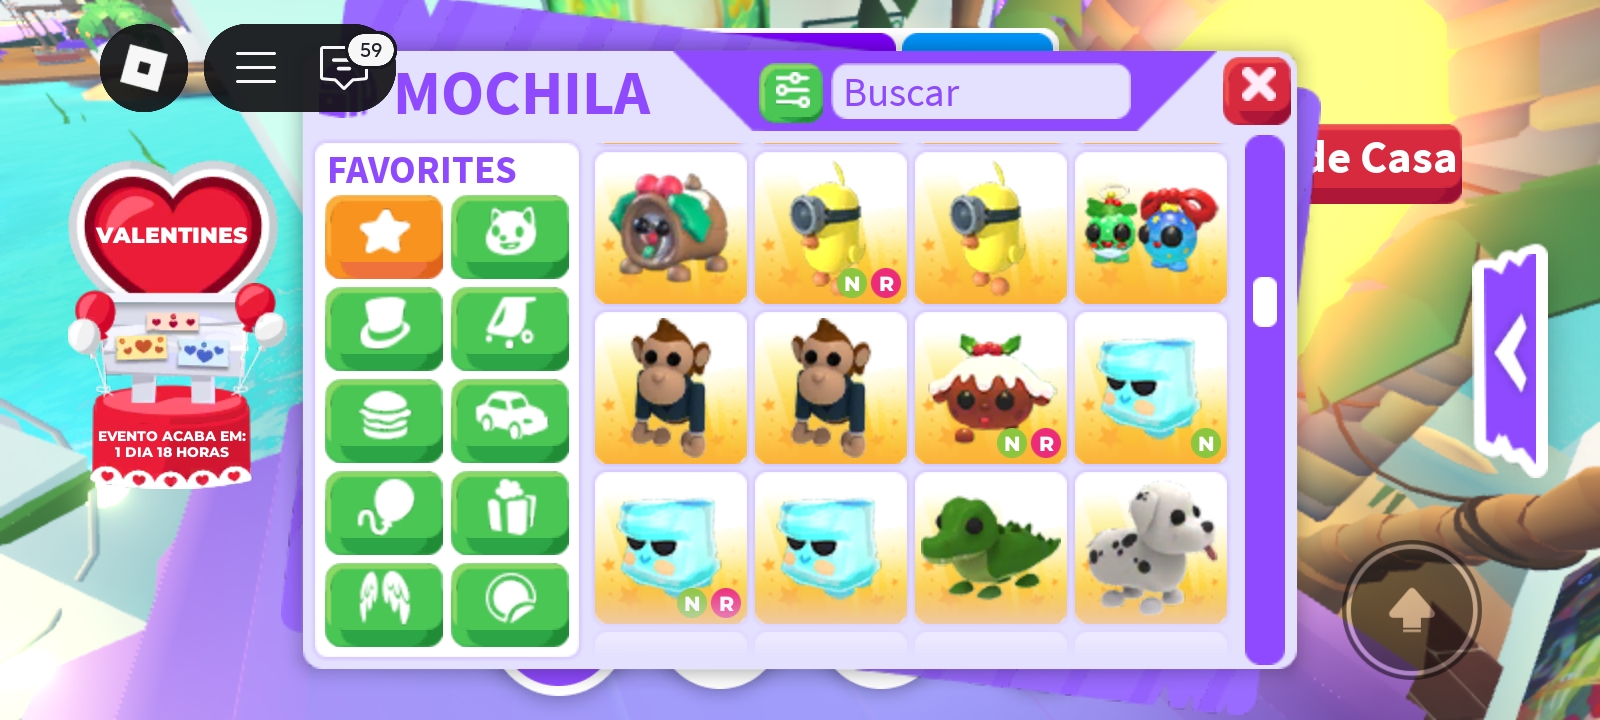 59
MOCHILA
Buscar
FAVORITES
de Casa
VALENTINES
EVENTO ACABA EM:
1 DIA 18 HORAS
N R
N R
N
N R